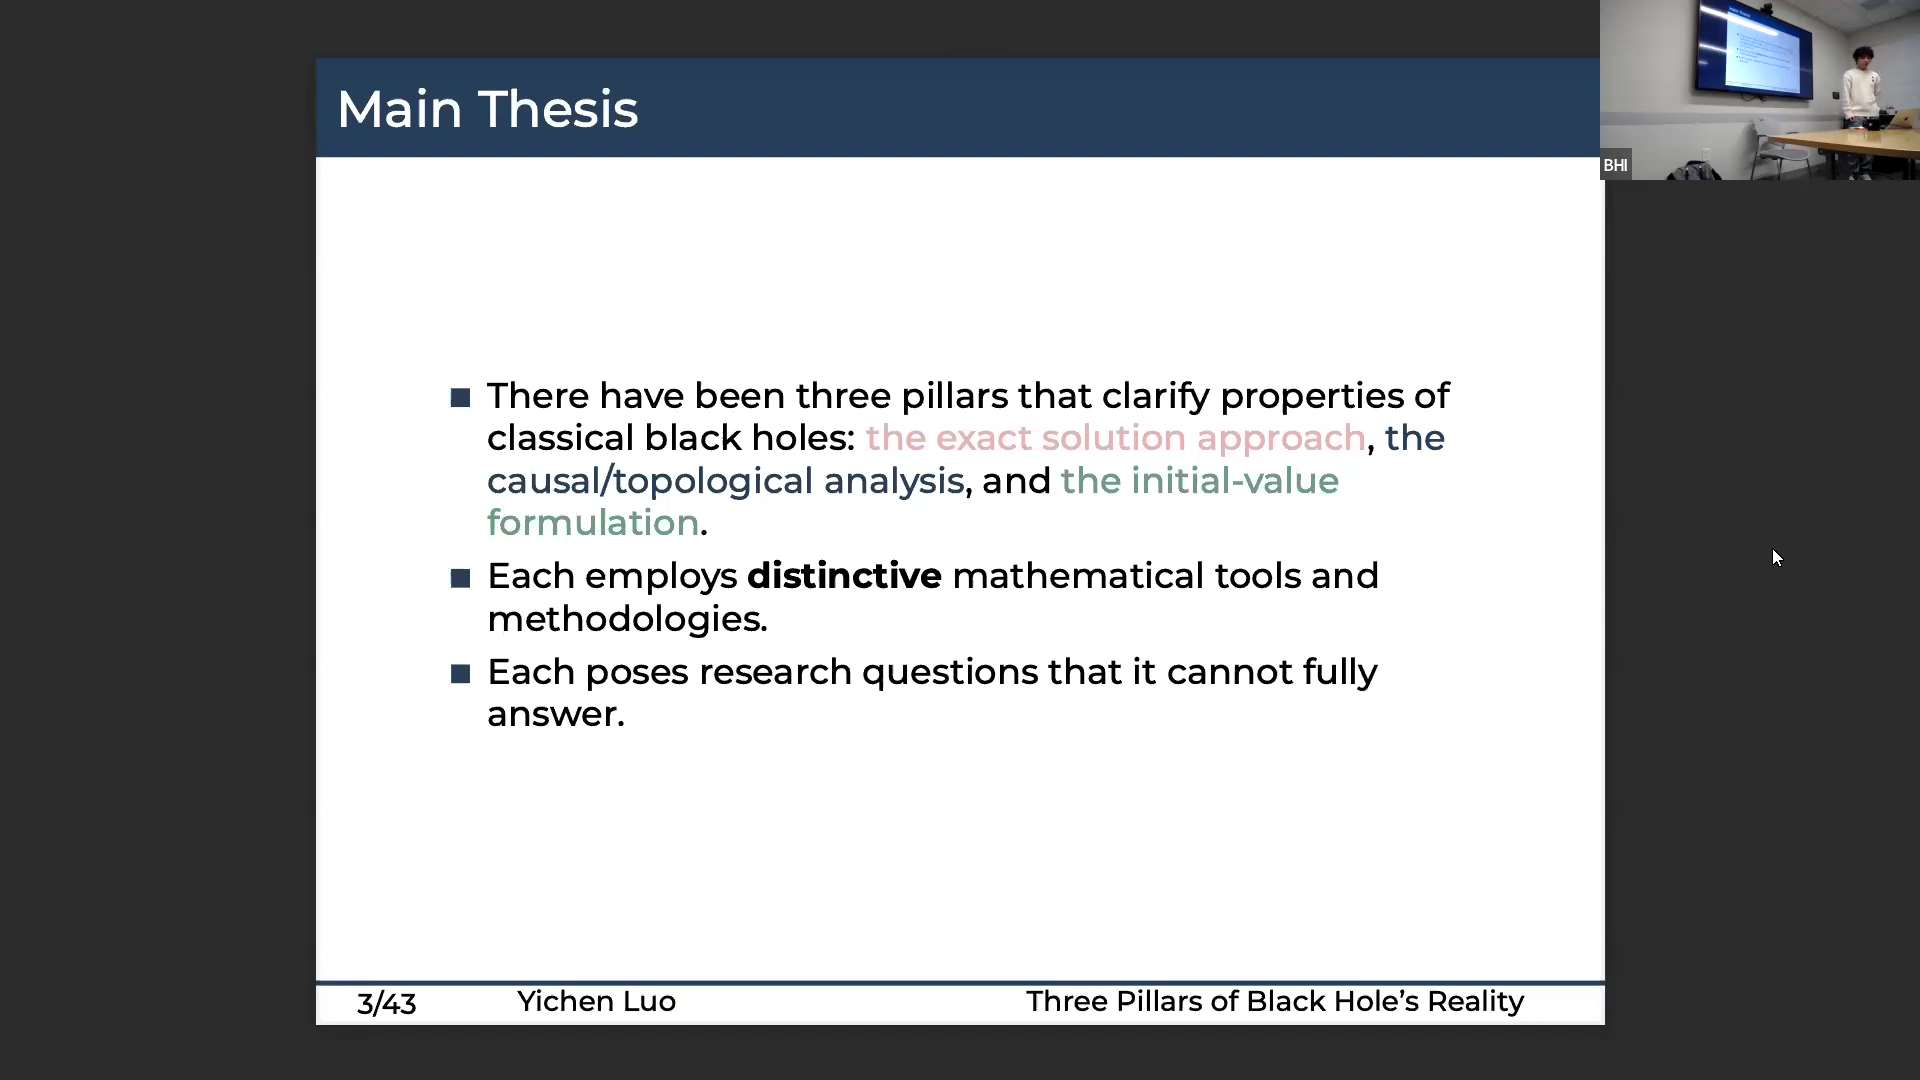 Main Thesis
BHI
There have been three pillars that clarify properties of
classical black holes: the exact solution approach, the
causal/topological analysis, and the initial-value
formulation.
Each employs distinctive mathematical tools and
methodologies.
Each poses research questions that it cannot fully
answer.
3/43
Yichen Luo
Three Pillars of Black Hole’s Reality